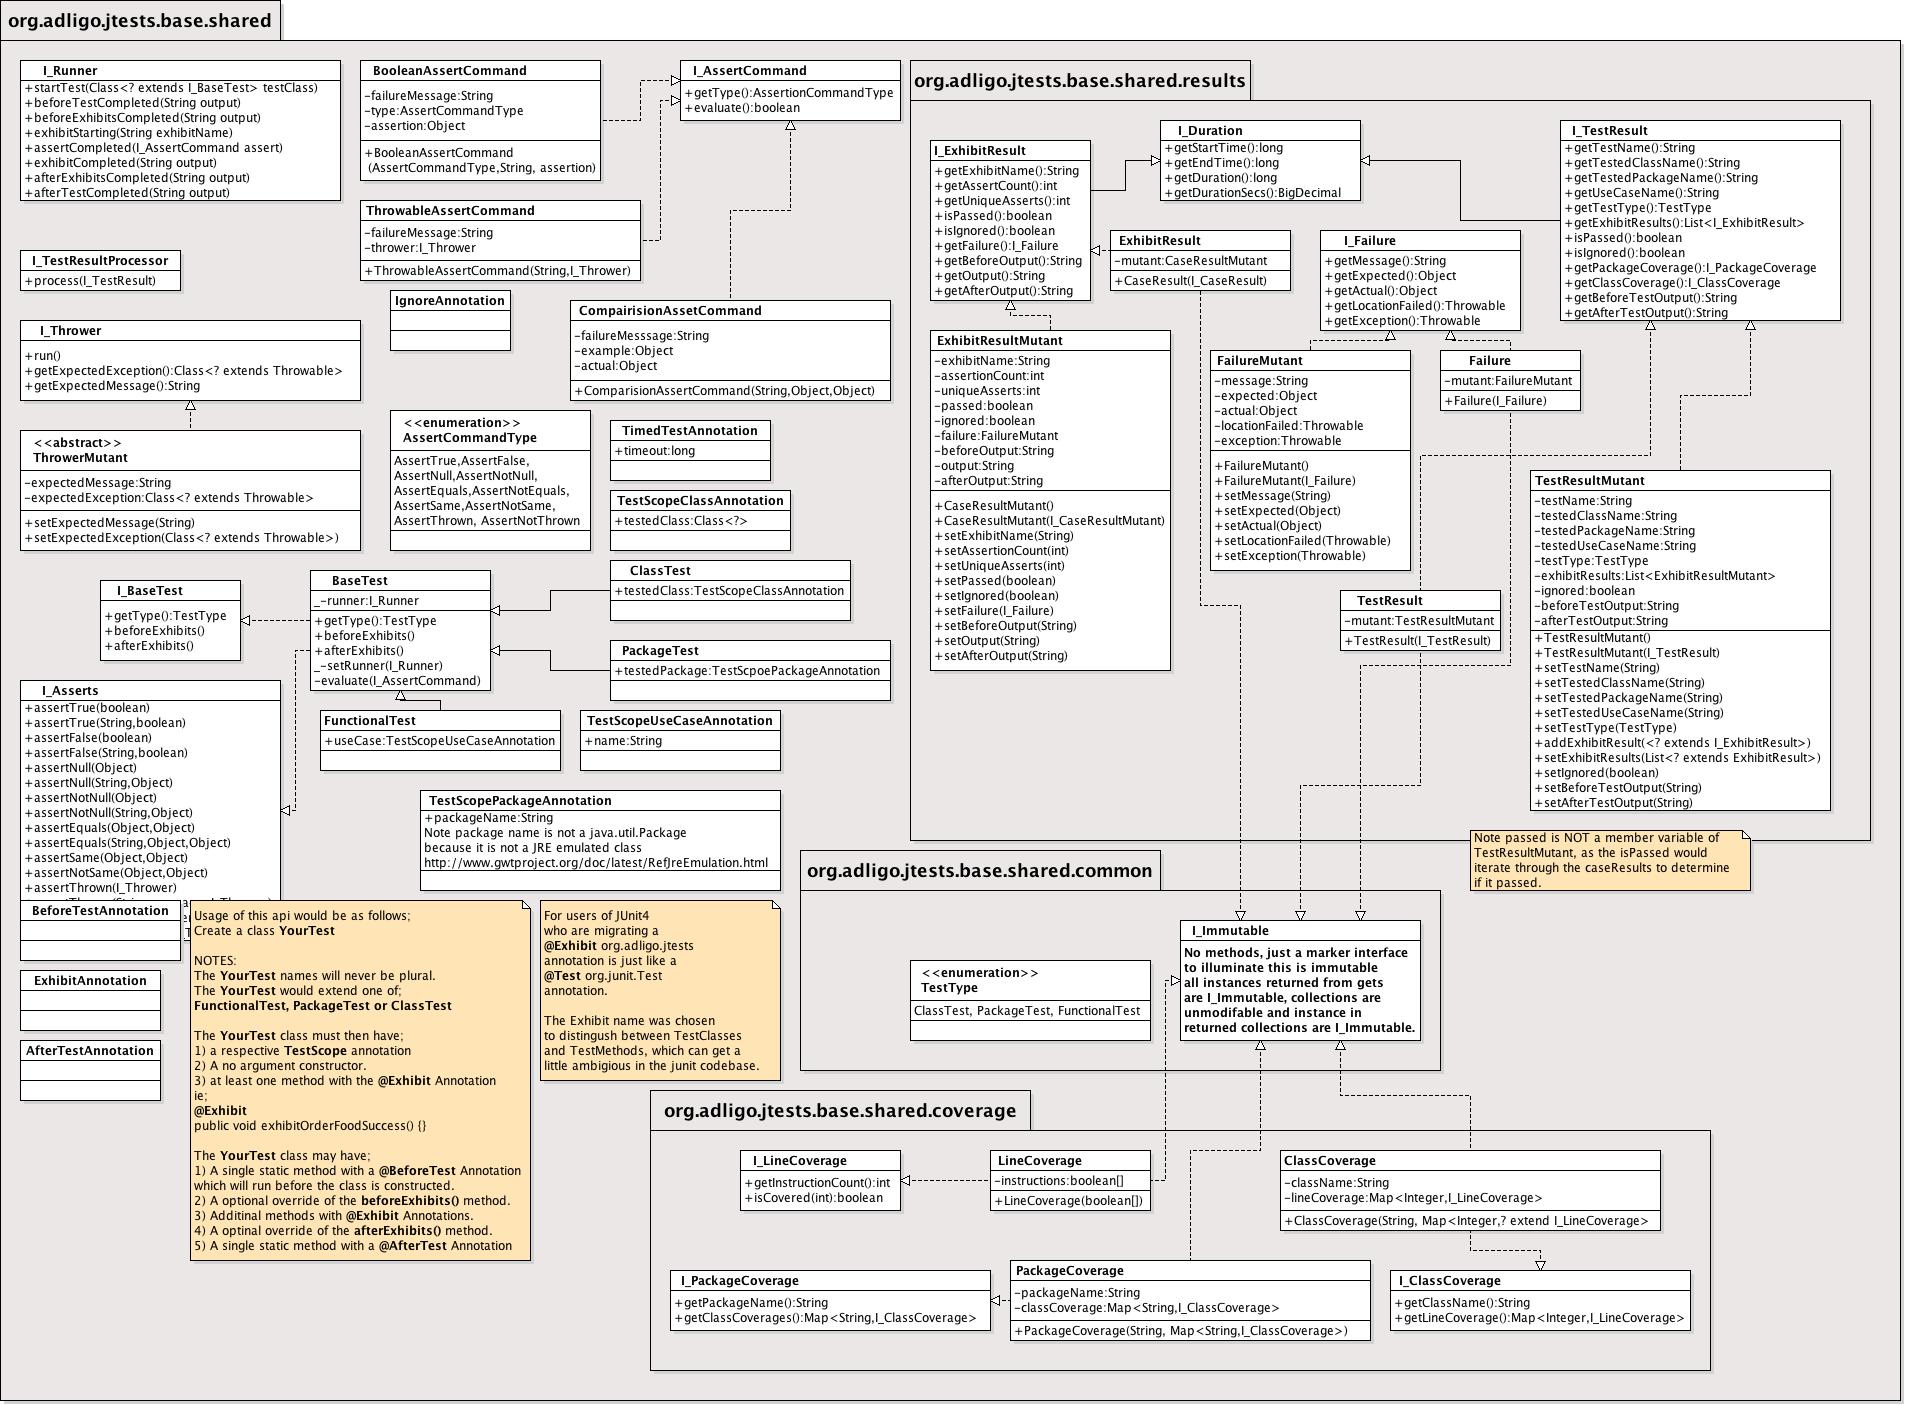 org.adligo.jtests.base.shared
I_Runner
+startTest(Class<? extends I_BaseTest> testClass)
+beforeTestCompleted(String output)
+beforeExhibitsCompleted(String output)
+exhibitStarting(String exhibitName)
+assertCompleted(I_AssertCommand assert)
+exhibitCompleted(String output)
+afterExhibitsCompleted(String output)
+afterTestCompleted(String output)
BooleanAssertCommand
-failureMessage:String
-type:AssertCommandType
-assertion:Object
+BooleanAssertCommand
(AssertCommandType,String, assertion)
I_AssertCommand
+getType():AssertionCommandType
+evaluate():boolean
ThrowableAssertCommand
-failureMessage:String
-thrower:I_Thrower
+ThrowableAssertCommand(String,I_Thrower)
I_TestResultProcessor
+process(I_TestResult)
IgnoreAnnotation
CompairisionAssetCommand
-failureMesssage:String
-example:Object
-actual:Object
+ComparisionAssertCommand(String,Object,Object)
I_Thrower
+run()
+getExpectedException():Class<? extends Throwable>
+getExpectedMessage():String
<<abstract>>
ThrowerMutant
-expectedMessage:String
-expectedException:Class<? extends Throwable>
+setExpectedMessage(String)
+setExpectedException(Class<? extends Throwable>)
<<enumeration>>
AssertCommandType
AssertTrue,AssertFalse,
AssertNull,AssertNotNull,
AssertEquals,AssertNotEquals,
AssertSame,AssertNotSame,
AssertThrown, AssertNotThrown
TimedTestAnnotation
+timeout:long
TestScopeClassAnnotation
+testedClass:Class<?>
I_BaseTest
+getType():TestType
+beforeExhibits()
+afterExhibits()
BaseTest
_-runner:I_Runner
+getType():TestType
+beforeExhibits()
+afterExhibits()
_-setRunner(I_Runner)
-evaluate(I_AssertCommand)
ClassTest
+testedClass:TestScopeClassAnnotation
PackageTest
+testedPackage:TestScpoePackageAnnotation
I_Asserts
+assertTrue(boolean)
+assertTrue(String,boolean)
+assertFalse(boolean)
+assertFalse(String,boolean)
+assertNull(Object)
+assertNull(String,Object)
+assertNotNull(Object)
+assertNotNull(String,Object)
+assertEquals(Object,Object)
+assertEquals(String,Object,Object)
+assertSame(Object,Object)
+assertNotSame(Object,Object)
+assertThrown(I_Thrower)
FunctionalTest
+useCase:TestScopeUseCaseAnnotation
TestScopeUseCaseAnnotation
+name:String
TestScopePackageAnnotation
+packageName:String
Note package name is not a java.util.Package
because it is not a JRE emulated class
http://www.gwtproject.org/doc/latest/RefJreEmulation.html
BeforeTestAnnotation
ExhibitAnnotation
AfterTestAnnotation
Usage of this api would be as follows;
Create a class YourTest
NOTES:
The YourTest names will never be plural.
The YourTest would extend one of;
FunctionalTest, PackageTest or ClassTest
The YourTest class must then have;
1) a respective TestScope annotation
2) A no argument constructor.
3) at least one method with the @Exhibit Annotation
ie;
@Exhibit
public void exhibitOrderFoodSuccess() {}
The YourTest class may have;
1) A single static method with a @BeforeTest Annotation
which will run before the class is constructed.
2) A optional override of the beforeExhibits() method.
3) Additinal methods with @Exhibit Annotations.
4) A optinal override of the afterExhibits() method.
5) A single static method with a @AfterTest Annotation
For users of JUnit4
who are migrating a
@Exhibit org.adligo.jtests
annotation is just like a
@Test org.junit.Test
annotation.
The Exhibit name was chosen
to distingush between TestClasses
and TestMethods, which can get a
little ambigious in the junit codebase.
org.adligo.jtests.base.shared.results
I_ExhibitResult
+getExhibitName():String
+getAssertCount():int
+getUniqueAsserts():int
+isPassed():boolean
+isIgnored():boolean
+getFailure():I_Failure
+getBeforeOutput():String
+getOutput():String
+getAfterOutput():String
I_Duration
+getStartTime():long
+getEndTime():long
+getDuration():long
+getDurationSecs():BigDecimal
I_TestResult
+getTestName():String
+getTestedClassName():String
+getTestedPackageName():String
+getUseCaseName():String
+getTestType():TestType
+getExhibitResults():List<I_ExhibitResult>
+isPassed():boolean
+isIgnored():boolean
+getPackageCoverage():I_PackageCoverage
+getClassCoverage():I_ClassCoverage
+getBeforeTestOutput():String
+getAfterTestOutput():String
ExhibitResult
-mutant:CaseResultMutant
+CaseResult(I_CaseResult)
I_Failure
+getMessage():String
+getExpected():Object
+getActual():Object
+getLocationFailed():Throwable
+getException():Throwable
ExhibitResultMutant
-exhibitName:String
-assertionCount:int
-uniqueAsserts:int
-passed:boolean
-ignored:boolean
-failure:FailureMutant
-beforeOutput:String
-output:String
-afterOutput:String
+CaseResultMutant()
+CaseResultMutant(I_CaseResultMutant)
+setExhibitName(String)
+setAssertionCount(int)
+setUniqueAsserts(int)
+setPassed(boolean)
+setIgnored(boolean)
+setFailure(I_Failure)
+setBeforeOutput(String)
+setOutput(String)
+setAfterOutput(String)
FailureMutant
-message:String
-expected:Object
-actual:Object
-locationFailed:Throwable
-exception:Throwable
+FailureMutant()
+FailureMutant(I_Failure)
+setMessage(String)
+setExpected(Object)
+setActual(Object)
+setLocationFailed(Throwable)
+setException(Throwable)
Failure
-mutant:FailureMutant
+Failure(I_Failure)
TestResult
-mutant:TestResultMutant
+TestResult(I_TestResult)
TestResultMutant
-testName:String
-testedClassName:String
-testedPackageName:String
-testedUseCaseName:String
-testType:TestType
-exhibitResults:List<ExhibitResultMutant>
-ignored:boolean
-beforeTestOutput:String
-afterTestOutput:String
+TestResultMutant()
+TestResultMutant(I_TestResult)
+setTestName(String)
+setTestedClassName(String)
+setTestedPackageName(String)
+setTestedUseCaseName(String)
+setTestType(TestType)
+addExhibitResult(<? extends I_ExhibitResult>)
+setExhibitResults(List<? extends ExhibitResult>)
+setIgnored(boolean)
+setBeforeTestOutput(String)
+setAfterTestOutput(String)
Note passed is NOT a member variable of
TestResultMutant, as the isPassed would
iterate through the caseResults to determine
if it passed.
org.adligo.jtests.base.shared.common
<<enumeration>>
TestType
ClassTest, PackageTest, FunctionalTest
I_Immutable
No methods, just a marker interface
to illuminate this is immutable
all instances returned from gets
are I_Immutable, collections are
unmodifable and instance in
returned collections are I_Immutable.
org.adligo.jtests.base.shared.coverage
I_LineCoverage
+getInstructionCount():int
+isCovered(int):boolean
LineCoverage
-instructions:boolean[]
+LineCoverage(boolean[])
ClassCoverage
-className:String
-lineCoverage:Map<Integer,I_LineCoverage>
+ClassCoverage(String, Map<Integer,? extend I_LineCoverage>
I_PackageCoverage
+getPackageName():String
+getClassCoverages():Map<String,I_ClassCoverage>
PackageCoverage
-packageName:String
-classCoverage:Map<String,I_ClassCoverage>
+PackageCoverage(String, Map<String,I_ClassCoverage>)
I_ClassCoverage
+getClassName():String
+getLineCoverage():Map<Integer,I_LineCoverage>